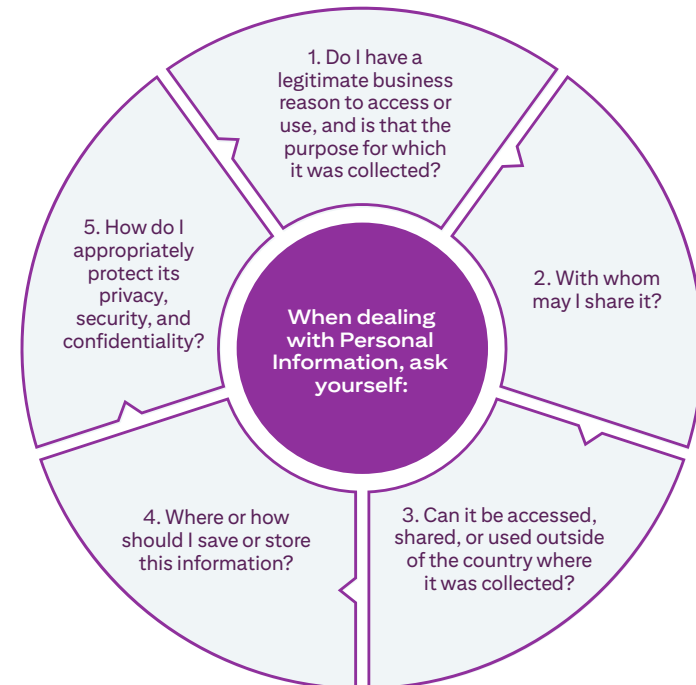 1. Do I have a
legitimate business
reason to access or
use, and is that the
purpose for which
it was collected?
2. With whom
may I share it?
3. Can it be accessed,
shared, or used outside
of the country where
it was collected?
4. Where or how
should I save or store
this information?
5. How do I
appropriately
protect its
privacy,
security, and
confidentiality?
When dealing
with Personal
Information, ask
yourself: